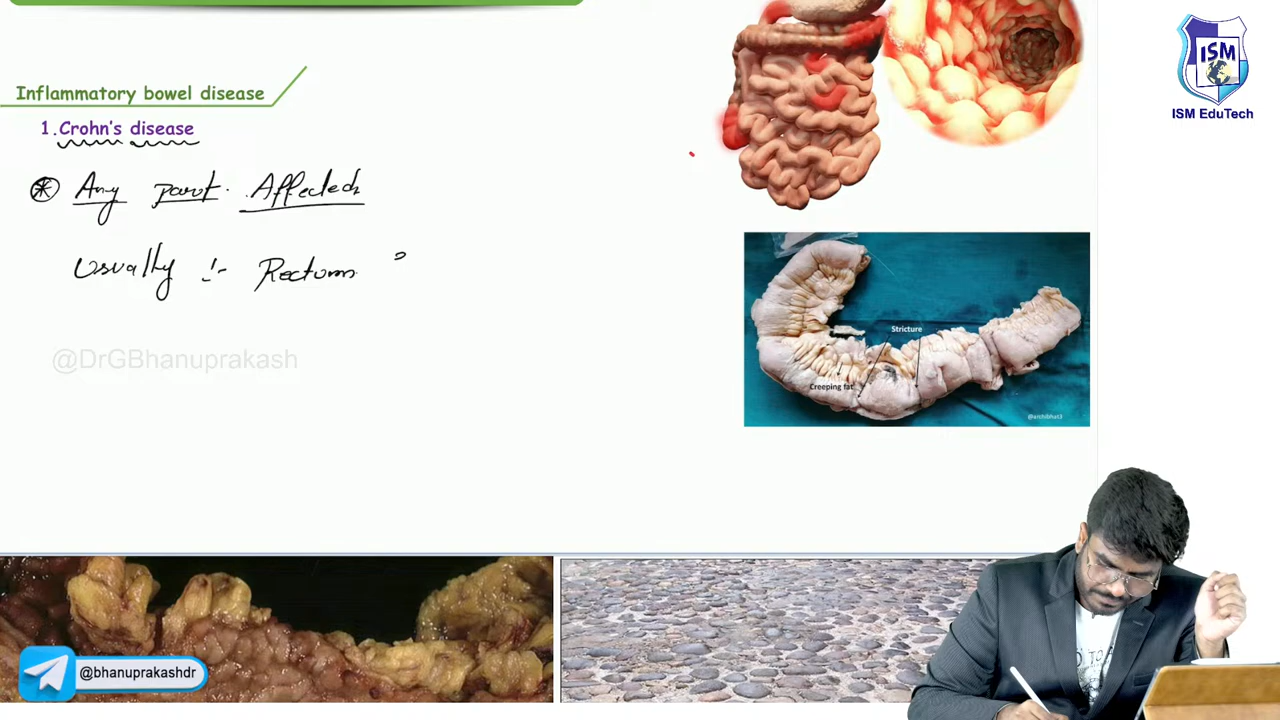 ISM
ISM EduTech
Inflammatory bowel disease
1. Crohn's disease
Any part Affected
Usually :- Rectum
@DrGBhanuprakash
Stricture
Creeping fat
@archibhat3
@bhanuprakashdr